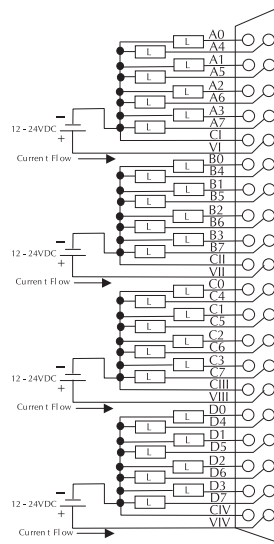 L A0
L A4
L A1
L A5
L A2
L A6
L A3
L A7
− CI
12 - 24VDC
+ VI
Current Flow
L B0
L B4
L B1
L B5
L B2
L B6
L B3
L B7
− CII
12 - 24VDC
+ VII
Current Flow
L C0
L C4
L C1
L C5
L C2
L C6
L C3
L C7
− CIII
12 - 24VDC
+ VIII
Current Flow
L D0
L D4
L D1
L D5
L D2
L D6
L D3
L D7
− CIV
12 - 24VDC
+ VIV
Current Flow